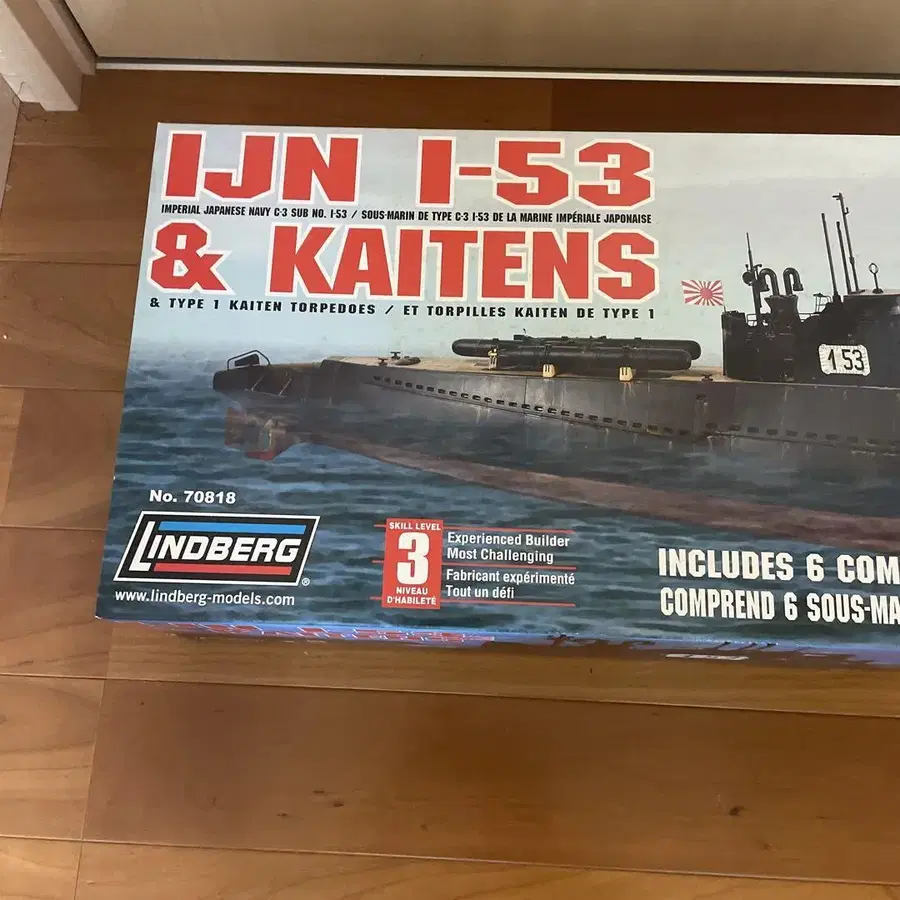 IJN I-53
IMPERIAL JAPANESE NAVY C-3 SUB NO. I-53 / SOUS-MARIN DE TYPE C-3 I-53 DE LA MARINE IMPÉRIALE JAPONAISE
& KAITENS
& TYPE 1 KAITEN TORPEDOES / ET TORPILLES KAITEN DE TYPE 1
153
No. 70818
LINDBERG®
www.lindberg-models.com
SKILL LEVEL
3
NIVEAU
D'HABILETÉ
Experienced Builder
Most Challenging
Fabricant expérimenté
Tout un défi
INCLUDES 6 COM
COMPREND 6 SOUS-MA